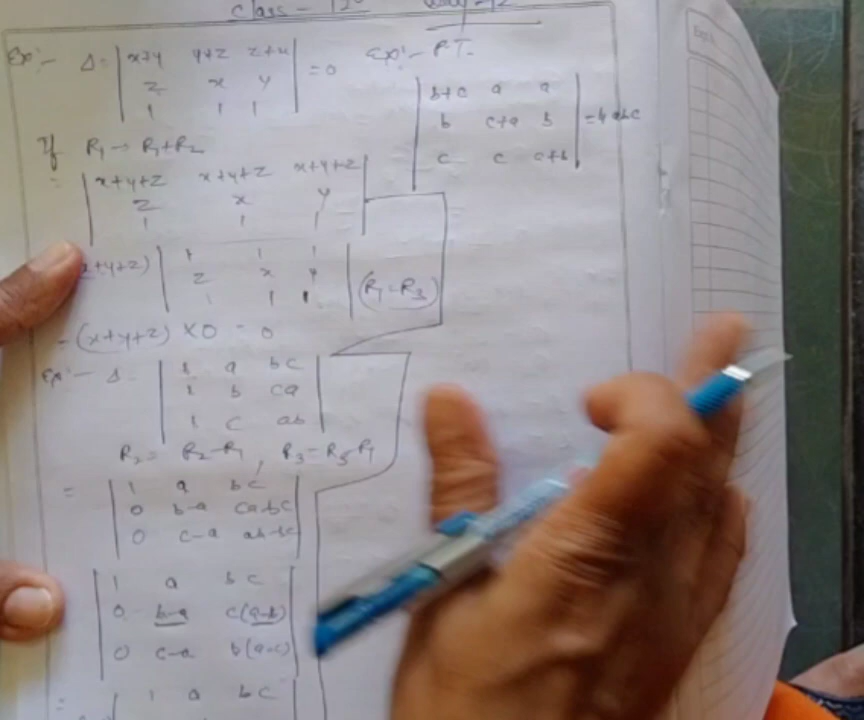 Class - 12
Ex:- Δ = | x+y y+z z+x |
| z x y | = 0
| 1 1 1 |
If R₁ → R₁+R₂
= | x+y+z x+y+z x+y+z |
| z x y |
| 1 1 1 |
(x+y+z) | 1 1 1 |
| z x y | (R₁=R₃)
| 1 1 1 |
= (x+y+z) × 0 = 0
Ex:- Δ | 1 a bc |
| 1 b ca |
| 1 c ab |
R₂ = R₂-R₁, R₃=R₃-R₁
= | 1 a bc |
| 0 b-a ca-bc |
| 0 c-a ab-bc |
| 1 a bc |
| 0 b-a c(a-b) |
| 0 c-a b(a-c) |
= | 1 a bc
Ex:- P.T.
| b+c a a |
| b c+a b | = 4abc
| c c a+b |